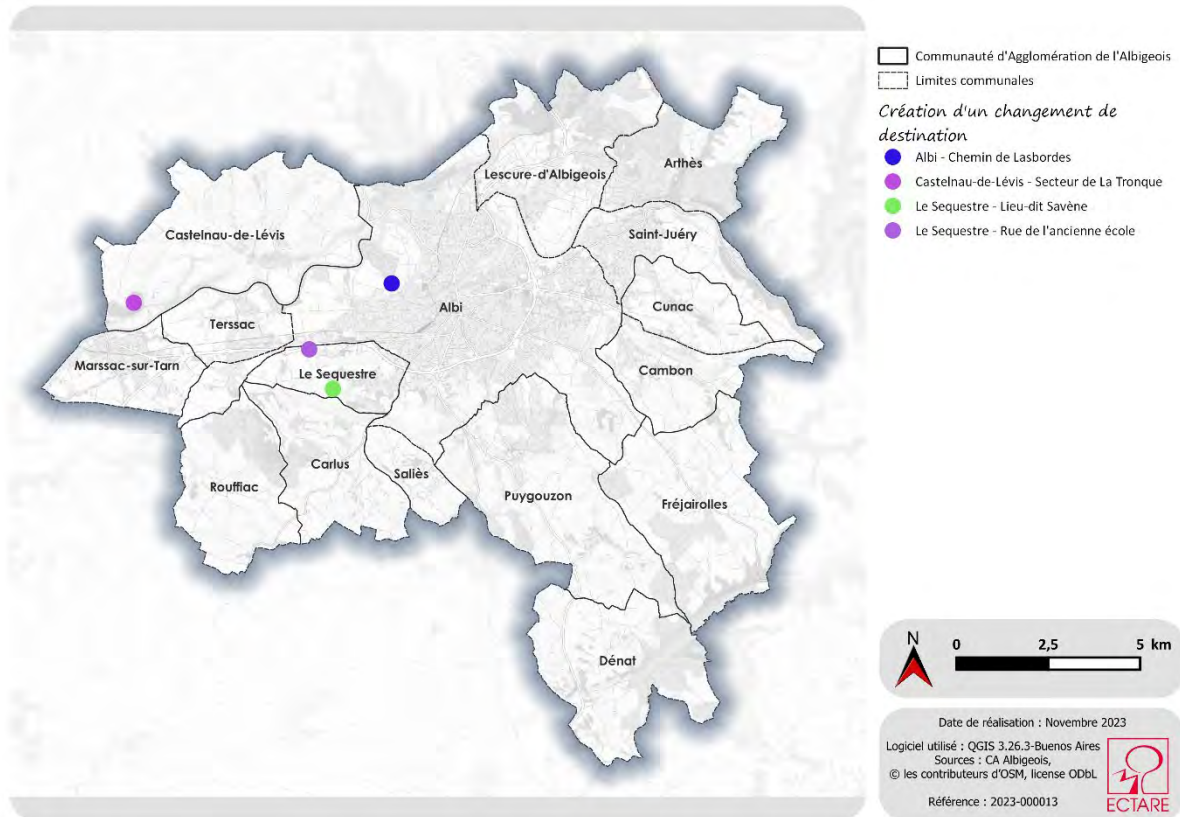 Communauté d'Agglomération de l'Albigeois
Limites communales
Création d'un changement de
destination
Albi - Chemin de Lasbordes
Castelnau-de-Lévis - Secteur de La Tronque
Le Sequestre - Lieu-dit Savène
Le Sequestre - Rue de l'ancienne école
Lescure-d'Albigeois
Arthès
Castelnau-de-Lévis
Saint-Juéry
Albi
Cunac
Terssac
Marssac-sur-Tarn
Le Sequestre
Cambon
Carlus
Saliès
Rouffiac
Puygouzon
Fréjairolles
Dénat
N
0 2,5 5 km
Date de réalisation : Novembre 2023
Logiciel utilisé : QGIS 3.26.3-Buenos Aires
Sources : CA Albigeois,
© les contributeurs d'OSM, license ODbL
Référence : 2023-000013
ECTARE